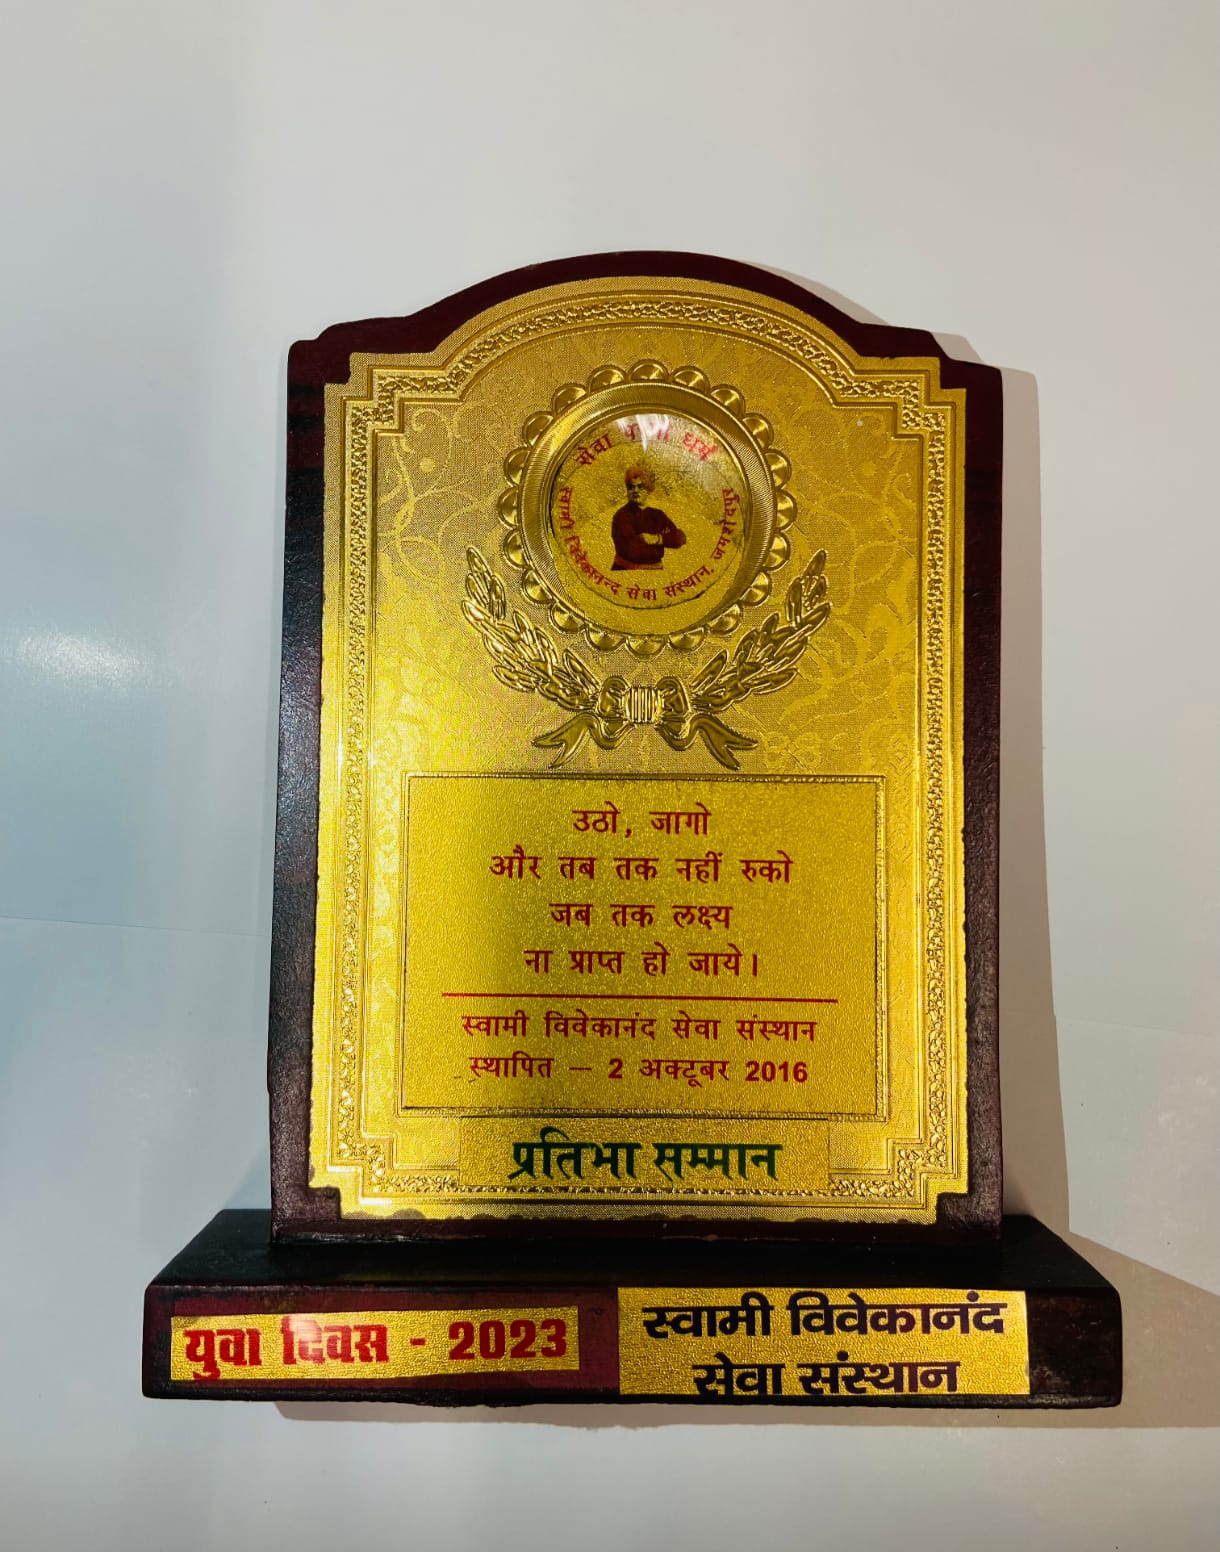 सेवा धर्म
स्वामी विवेकानन्द सेवा संस्थान, जमशेदपुर
उठो, जागो
और तब तक नहीं रुको
जब तक लक्ष्य
ना प्राप्त हो जाये।
स्वामी विवेकानंद सेवा संस्थान
स्थापित – 2 अक्टूबर 2016
प्रतिभा सम्मान
युवा दिवस - 2023
स्वामी विवेकानंद
सेवा संस्थान